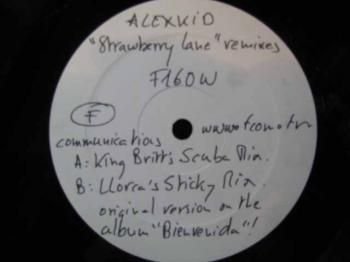 ALEXKID
"Strawberry Lane" remixes
F160W
F
communications
www.fcom.fr
A: King Britt's Scuba Mix.
B: Llorca's Sticky Mix.
original version on the
album "Bienvenida"!